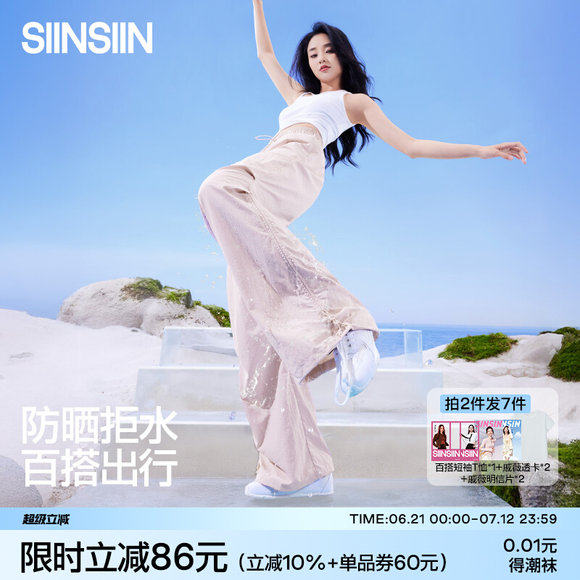 SIINSIIN
防晒拒水
百搭出行
拍2件发7件
SIINSIIN
百搭短袖T恤*1+戚薇透卡*2
+戚薇明信片*2
超级立减
TIME:06.21 00:00-07.12 23:59
限时立减86元(立减10%+单品券60元)
0.01元
得潮袜